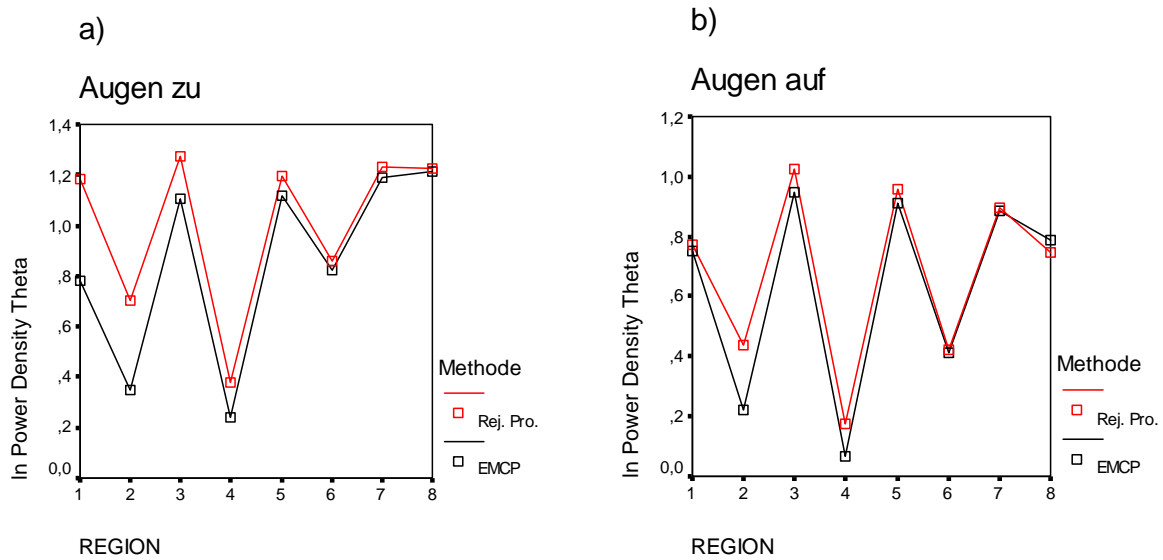 a)
Augen zu
1,4
1,2
1,0
,8
,6
,4
,2
0,0
ln Power Density Theta
1 2 3 4 5 6 7 8
REGION
Methode
Rej. Pro.
EMCP
b)
Augen auf
1,2
1,0
,8
,6
,4
,2
0,0
ln Power Density Theta
1 2 3 4 5 6 7 8
REGION
Methode
Rej. Pro.
EMCP